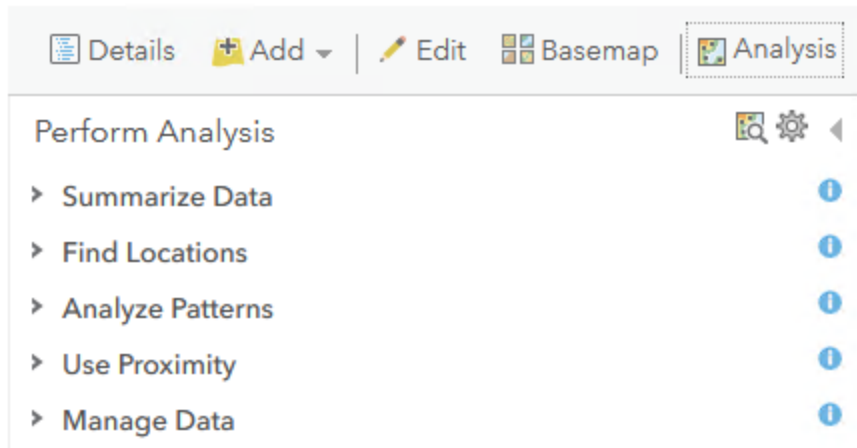 Details Add Edit Basemap Analysis
Perform Analysis
Summarize Data
Find Locations
Analyze Patterns
Use Proximity
Manage Data